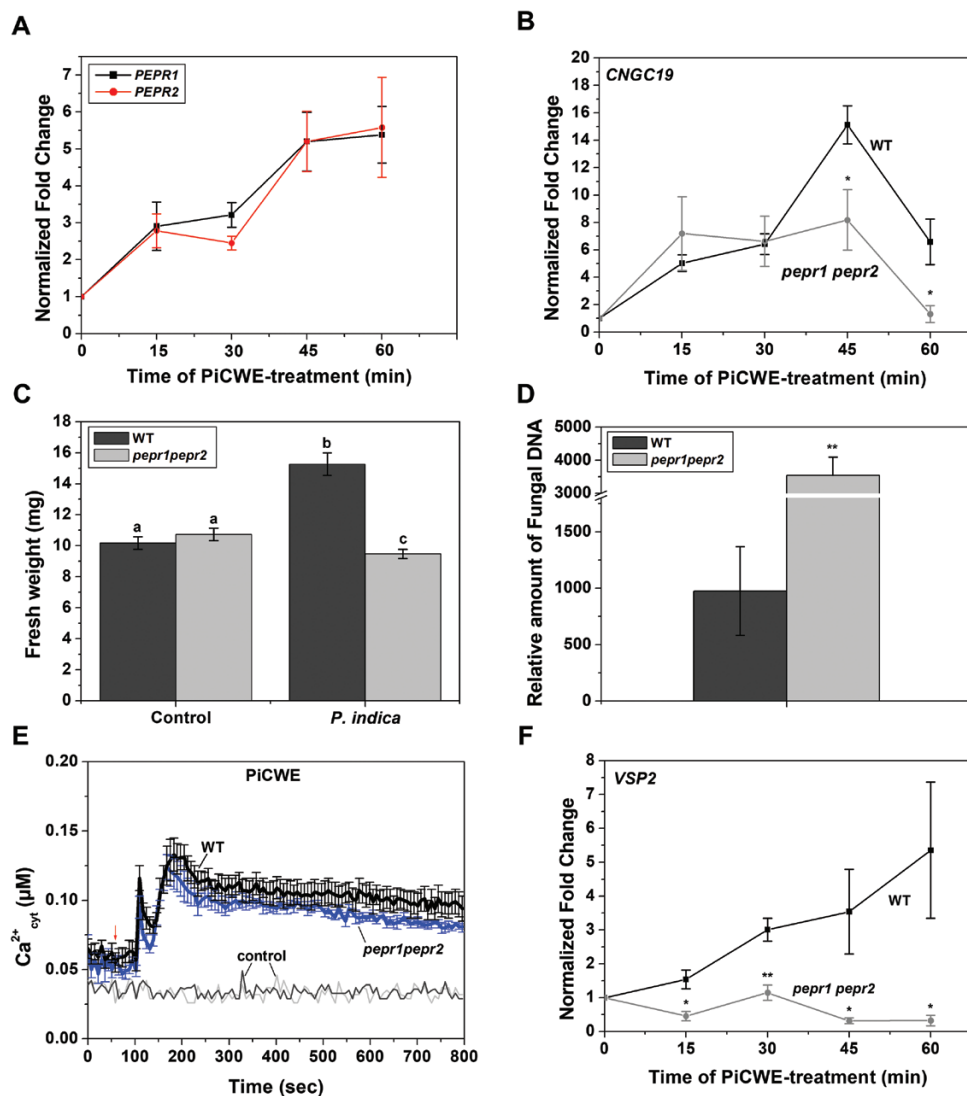 A
PEPR1
PEPR2
Normalized Fold Change
7
6
5
4
3
2
1
0
0 15 30 45 60
Time of PiCWE-treatment (min)
B
CNGC19
Normalized Fold Change
20
18
16
14
12
10
8
6
4
2
0
WT
*
pepr1 pepr2
*
0 15 30 45 60
Time of PiCWE-treatment (min)
C
WT
pepr1pepr2
Fresh weight (mg)
18
16
14
12
10
8
6
4
2
0
a a b c
Control P. indica
D
WT
pepr1pepr2
**
Relative amount of Fungal DNA
5000
4000
3000
1500
1000
500
0
E
PiCWE
Ca2+cyt (µM)
0.20
0.15
0.10
0.05
0.00
WT
pepr1pepr2
control
0 100 200 300 400 500 600 700 800
Time (sec)
F
VSP2
Normalized Fold Change
8
7
6
5
4
3
2
1
0
WT
pepr1 pepr2
* ** * *
0 15 30 45 60
Time of PiCWE-treatment (min)